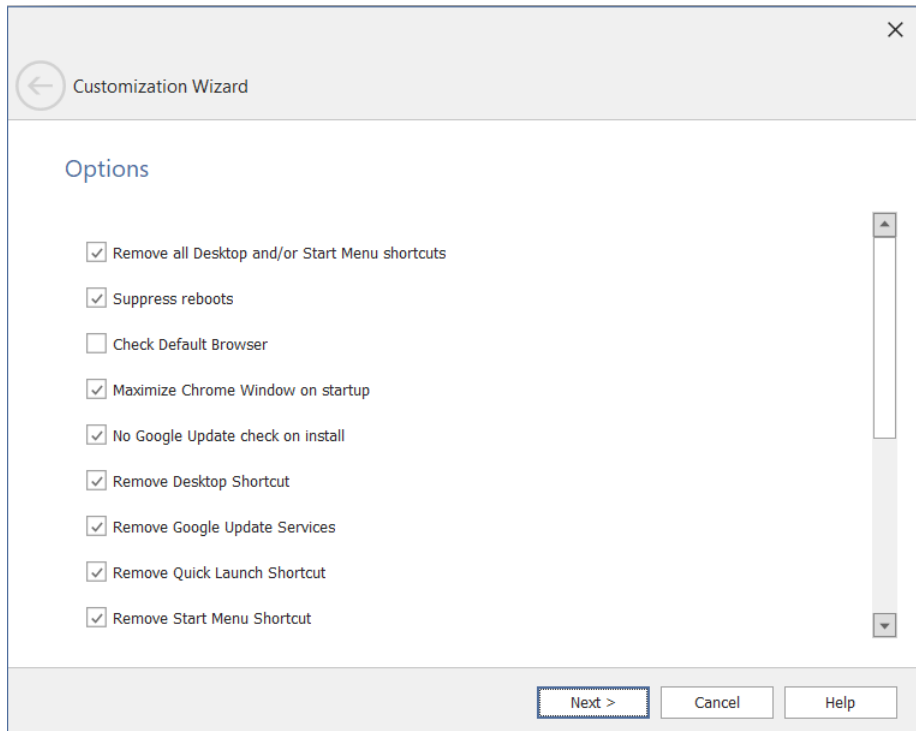 Customization Wizard
Options
Remove all Desktop and/or Start Menu shortcuts
Suppress reboots
Check Default Browser
Maximize Chrome Window on startup
No Google Update check on install
Remove Desktop Shortcut
Remove Google Update Services
Remove Quick Launch Shortcut
Remove Start Menu Shortcut
Next >
Cancel
Help